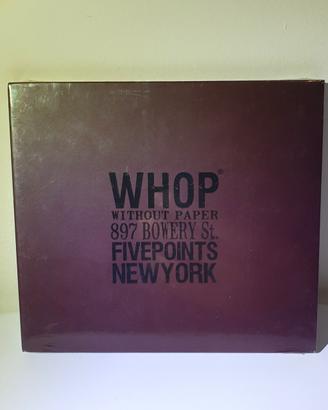 WHOP®
WITHOUT PAPER
897 BOWERY St.
FIVEPOINTS
NEWYORK